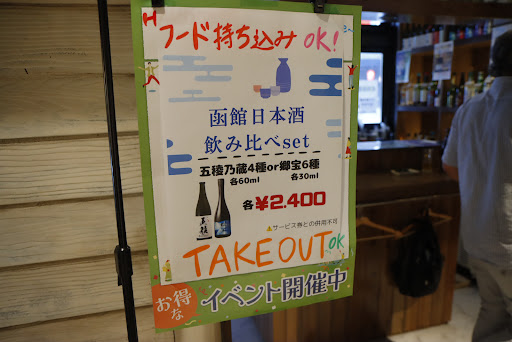 フード持ち込みOK!
函館日本酒
飲み比べset
五稜乃蔵4種or郷宝6種
各60ml 各30ml
各¥2.400
⚠サービス券との併用不可
TAKEOUT OK
お得な
イベント開催中